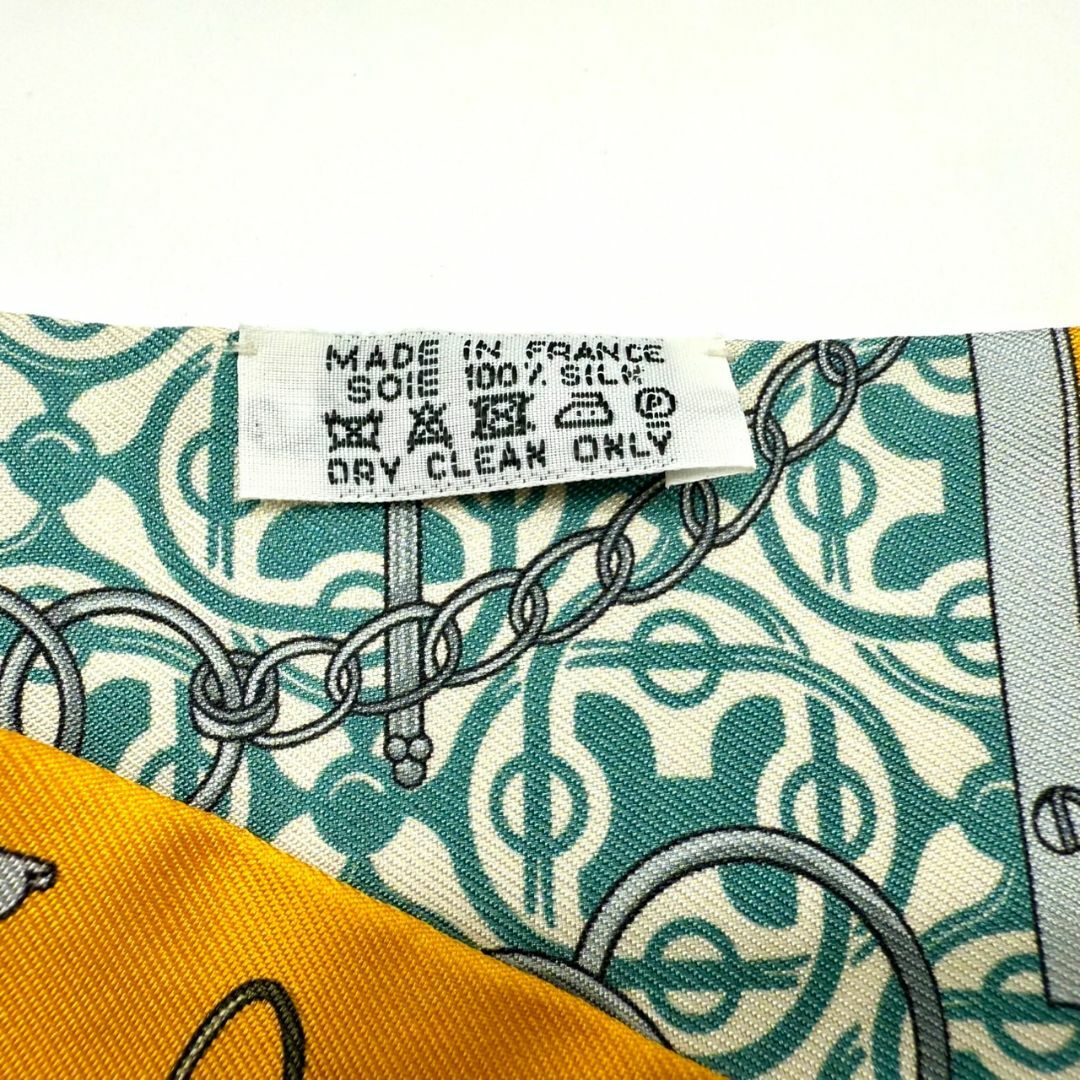 MADE IN FRANCE
SOIE 100% SILK
P
DRY CLEAN ONLY